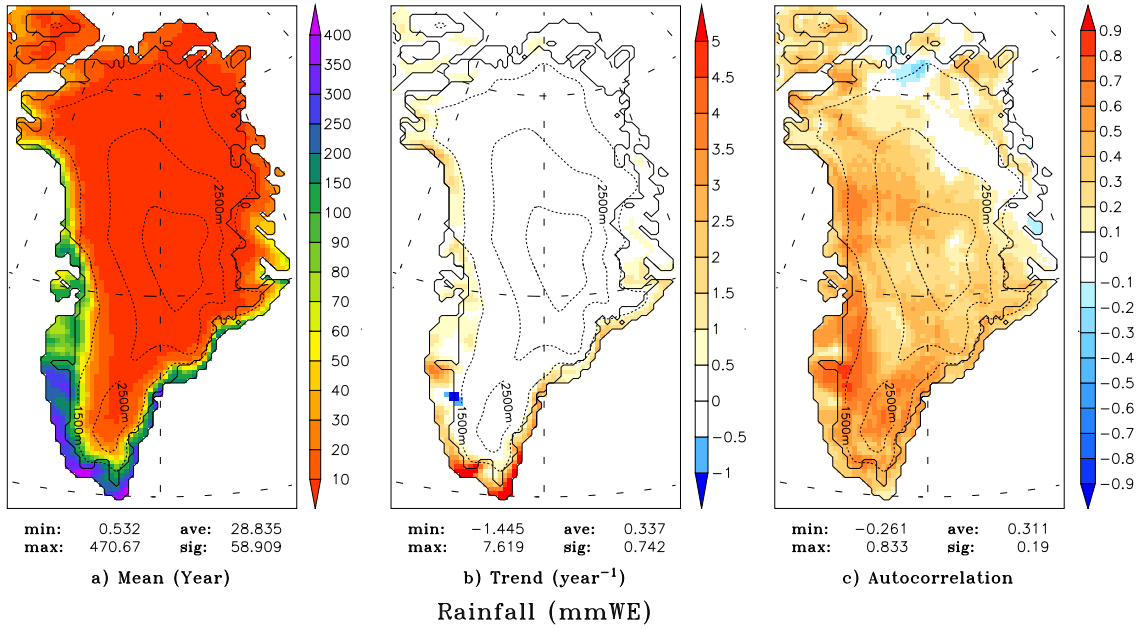 400
350
300
250
200
150
100
90
80
70
60
50
40
30
20
10
2500m
2500m
1500m
5
4.5
4
3.5
3
2.5
2
1.5
1
0.5
0
−0.5
−1
2500m
2500m
1500m
0.9
0.8
0.7
0.6
0.5
0.4
0.3
0.2
0.1
0
−0.1
−0.2
−0.3
−0.4
−0.5
−0.6
−0.7
−0.8
−0.9
2500m
2500m
1500m
min: 0.532 ave: 28.835
max: 470.67 sig: 58.909
a) Mean (Year)
min: −1.445 ave: 0.337
max: 7.619 sig: 0.742
b) Trend (year⁻¹)
min: −0.261 ave: 0.311
max: 0.833 sig: 0.19
c) Autocorrelation
Rainfall (mmWE)